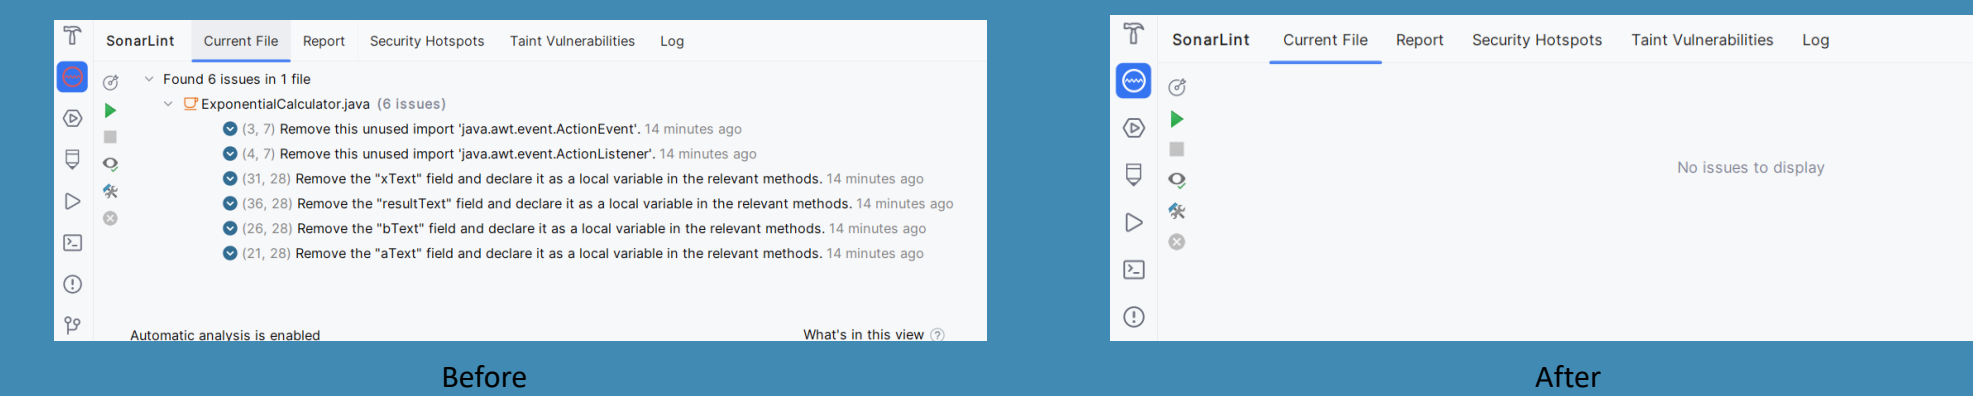 SonarLint Current File Report Security Hotspots Taint Vulnerabilities Log
Found 6 issues in 1 file
ExponentialCalculator.java (6 issues)
(3, 7) Remove this unused import 'java.awt.event.ActionEvent'. 14 minutes ago
(4, 7) Remove this unused import 'java.awt.event.ActionListener'. 14 minutes ago
(31, 28) Remove the "xText" field and declare it as a local variable in the relevant methods. 14 minutes ago
(36, 28) Remove the "resultText" field and declare it as a local variable in the relevant methods. 14 minutes ago
(26, 28) Remove the "bText" field and declare it as a local variable in the relevant methods. 14 minutes ago
(21, 28) Remove the "aText" field and declare it as a local variable in the relevant methods. 14 minutes ago
Automatic analysis is enabled What's in this view ?
Before
SonarLint Current File Report Security Hotspots Taint Vulnerabilities Log
No issues to display
After